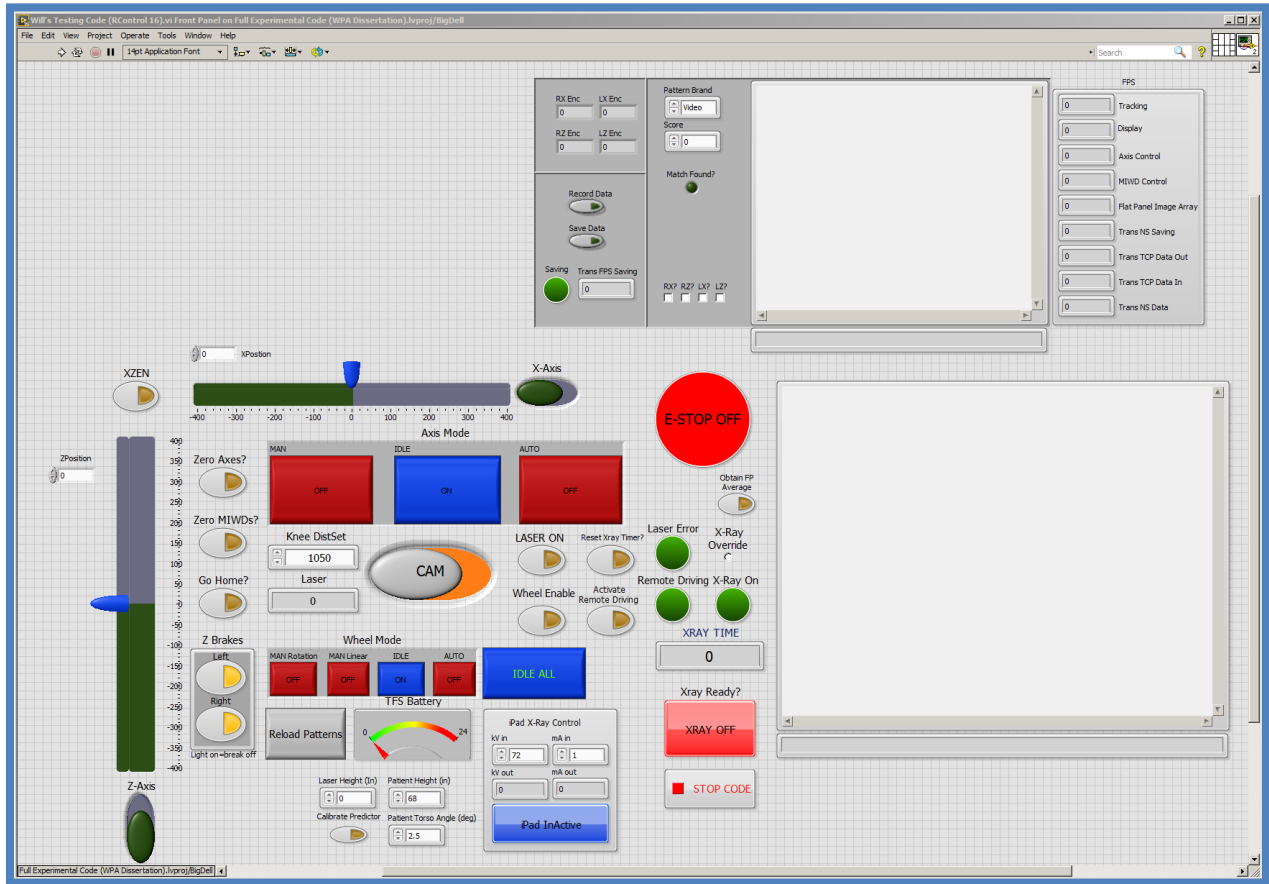 Will's Testing Code (RControl 16).vi Front Panel on Full Experimental Code (WPA Dissertation).lvproj/BigDell
File Edit View Project Operate Tools Window Help
14pt Application Font
Search
2
RX Enc LX Enc
0 0
RZ Enc LZ Enc
0 0
Record Data
Save Data
Saving Trans FPS Saving
0
Pattern Brand
Video
Score
0
Match Found?
RX? RZ? LX? LZ?
FPS
0 Tracking
0 Display
0 Axis Control
0 MIWD Control
0 Flat Panel Image Array
0 Trans NS Saving
0 Trans TCP Data Out
0 Trans TCP Data In
0 Trans NS Data
0 XPostion
XZEN
X-Axis
-400 -300 -200 -100 0 100 200 300 400
ZPosition
0
400
350
300
250
200
150
100
50
0
-50
-100
-150
-200
-250
-300
-350
-400
Z-Axis
Axis Mode
MAN IDLE AUTO
OFF ON OFF
Zero Axes?
Zero MIWDs?
Go Home?
Z Brakes
Left
Right
Light on=break off
Knee DistSet
1050
Laser
0
CAM
LASER ON
Reset Xray Timer?
Wheel Enable
Activate
Remote Driving
E-STOP OFF
Obtain FP
Average
Laser Error
X-Ray
Override
Remote Driving X-Ray On
XRAY TIME
0
Wheel Mode
MAN Rotation MAN Linear IDLE AUTO
OFF OFF ON OFF
IDLE ALL
Reload Patterns
TFS Battery
0 24
iPad X-Ray Control
kV in mA in
72 1
kV out mA out
0 0
iPad InActive
Xray Ready?
XRAY OFF
STOP CODE
Laser Height (In) Patient Height (in)
0 68
Calibrate Predictor Patient Torso Angle (deg)
2.5
Full Experimental Code (WPA Dissertation).lvproj/BigDell